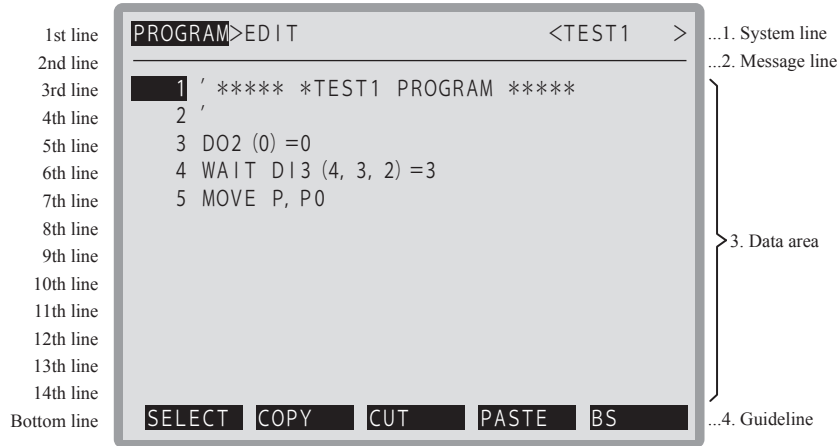 1st line PROGRAM>EDIT <TEST1 > ...1. System line
2nd line ...2. Message line
3rd line 1 ' ***** *TEST1 PROGRAM *****
4th line 2 '
5th line 3 DO2(0)=0
6th line 4 WAIT DI3(4,3,2)=3
7th line 5 MOVE P,P0
8th line
9th line 3. Data area
10th line
11th line
12th line
13th line
14th line
Bottom line SELECT COPY CUT PASTE BS ...4. Guideline